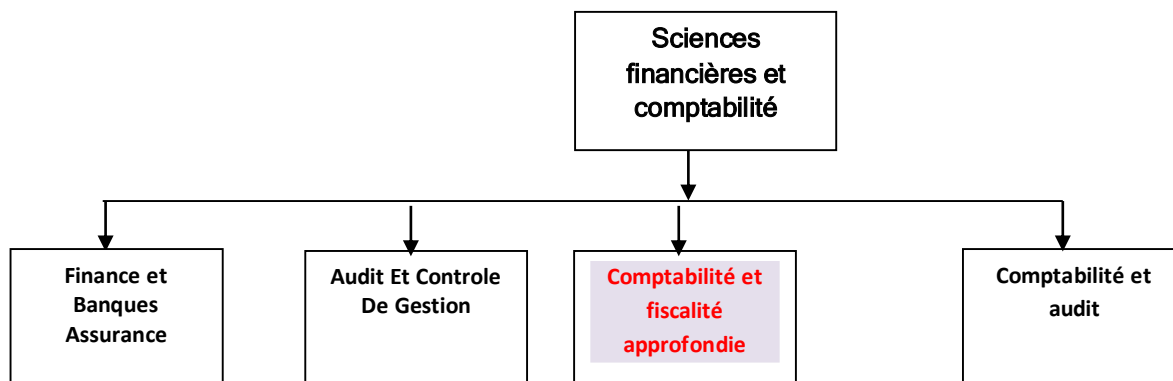 Sciences
financières et
comptabilité
Finance et
Banques
Assurance
Audit Et Controle
De Gestion
Comptabilité et
fiscalité
approfondie
Comptabilité et
audit